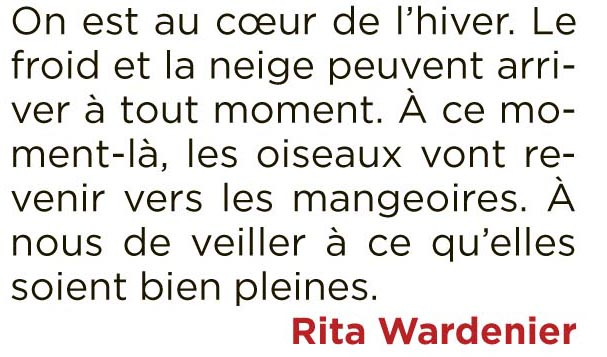 On est au cœur de l'hiver. Le
froid et la neige peuvent arri-
ver à tout moment. À ce mo-
ment-là, les oiseaux vont re-
venir vers les mangeoires. À
nous de veiller à ce qu'elles
soient bien pleines.
Rita Wardenier